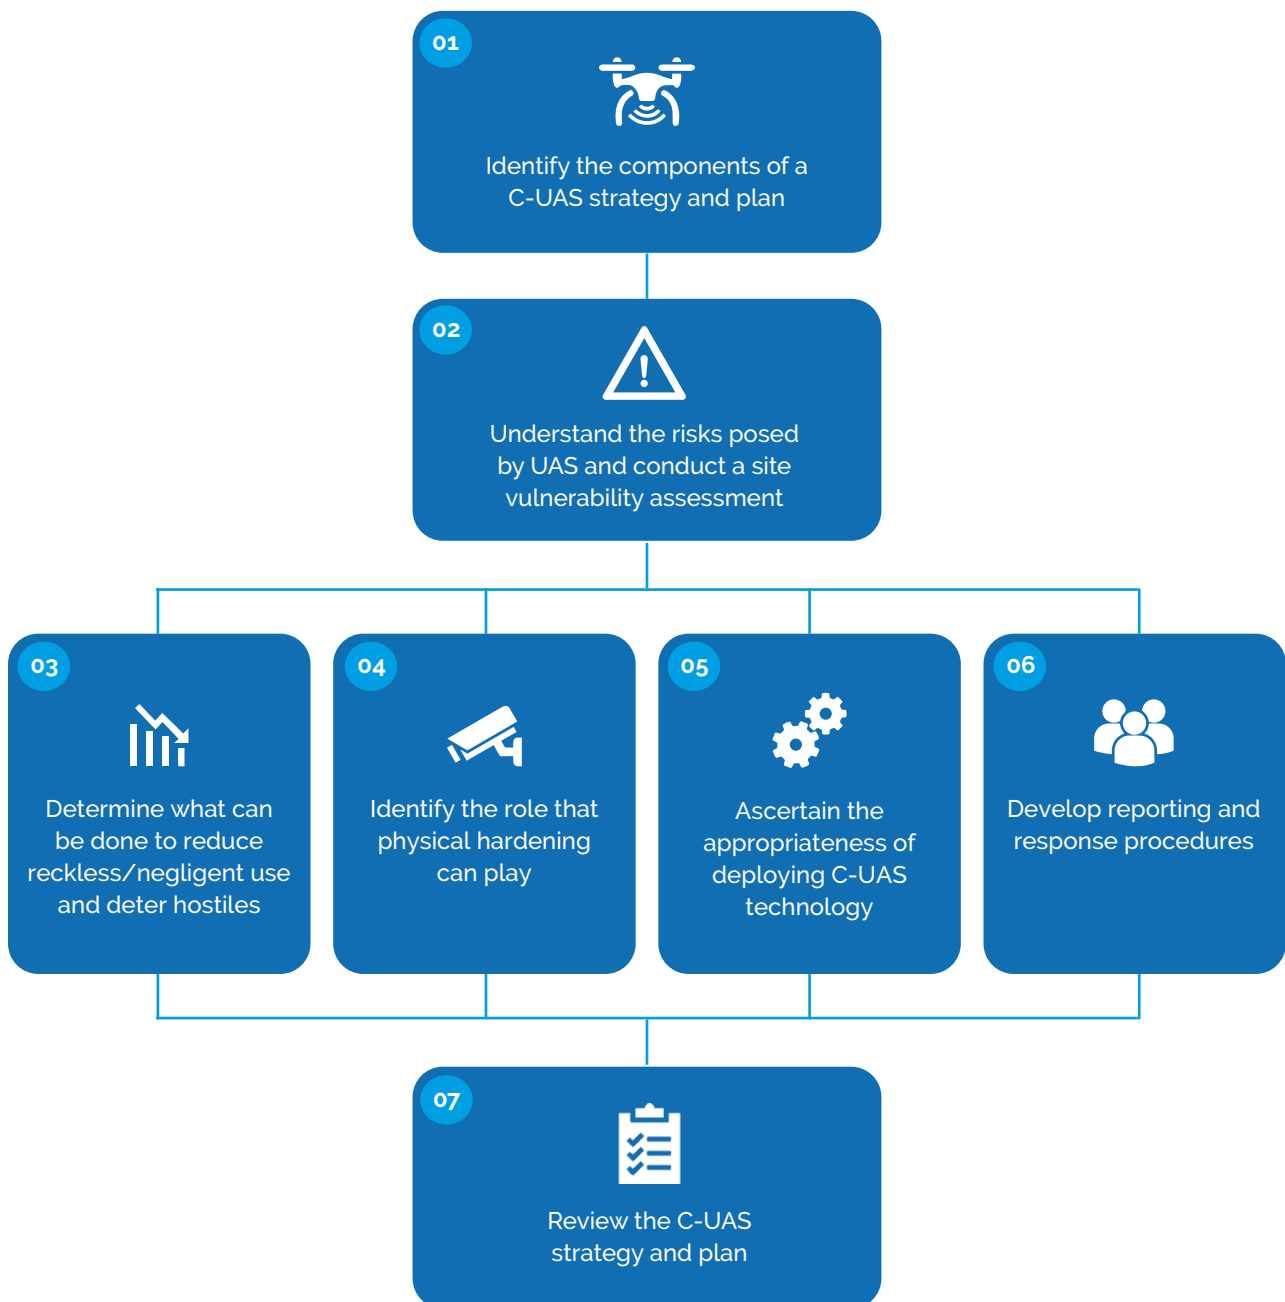 01
Identify the components of a
C-UAS strategy and plan
02
Understand the risks posed
by UAS and conduct a site
vulnerability assessment
03
Determine what can
be done to reduce
reckless/negligent use
and deter hostiles
04
Identify the role that
physical hardening
can play
05
Ascertain the
appropriateness of
deploying C-UAS
technology
06
Develop reporting and
response procedures
07
Review the C-UAS
strategy and plan